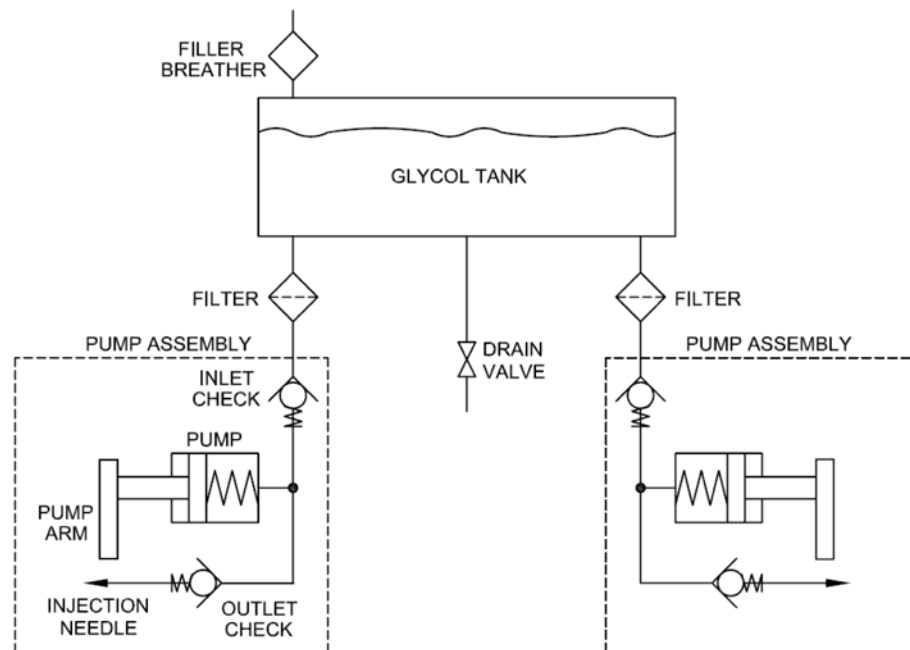 FILLER
BREATHER
GLYCOL TANK
FILTER
FILTER
DRAIN
VALVE
PUMP ASSEMBLY
PUMP ASSEMBLY
INLET
CHECK
PUMP
PUMP
ARM
INJECTION
NEEDLE
OUTLET
CHECK